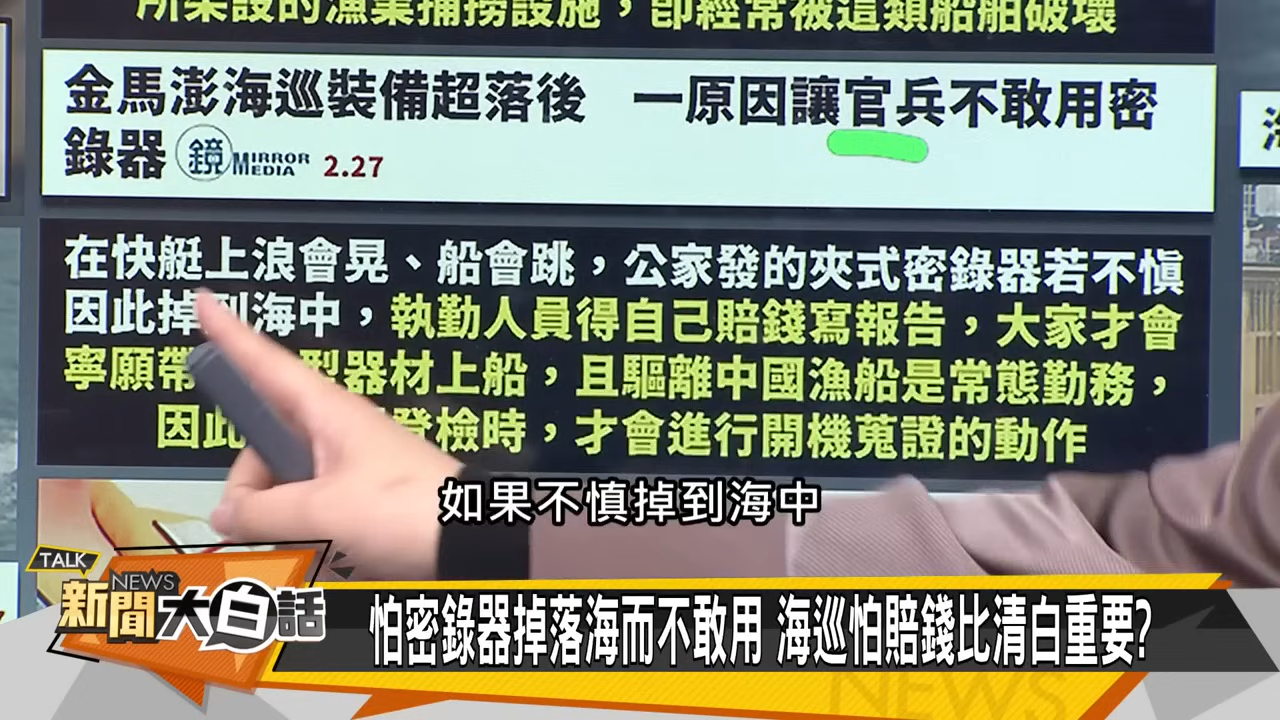 所架設的漁業捕撈設施，即經常被這類船舶破壞
金馬澎海巡裝備超落後 一原因讓官兵不敢用密
錄器 鏡 MIRROR MEDIA 2.27
在快艇上浪會晃、船會跳，公家發的夾式密錄器若不慎
因此掉到海中，執勤人員得自己賠錢寫報告，大家才會
寧願帶 型器材上船，且驅離中國漁船是常態勤務，
因此 登檢時，才會進行開機蒐證的動作
如果不慎掉到海中
TALK
NEWS
新聞大白話
怕密錄器掉落海而不敢用 海巡怕賠錢比清白重要?
NEWS